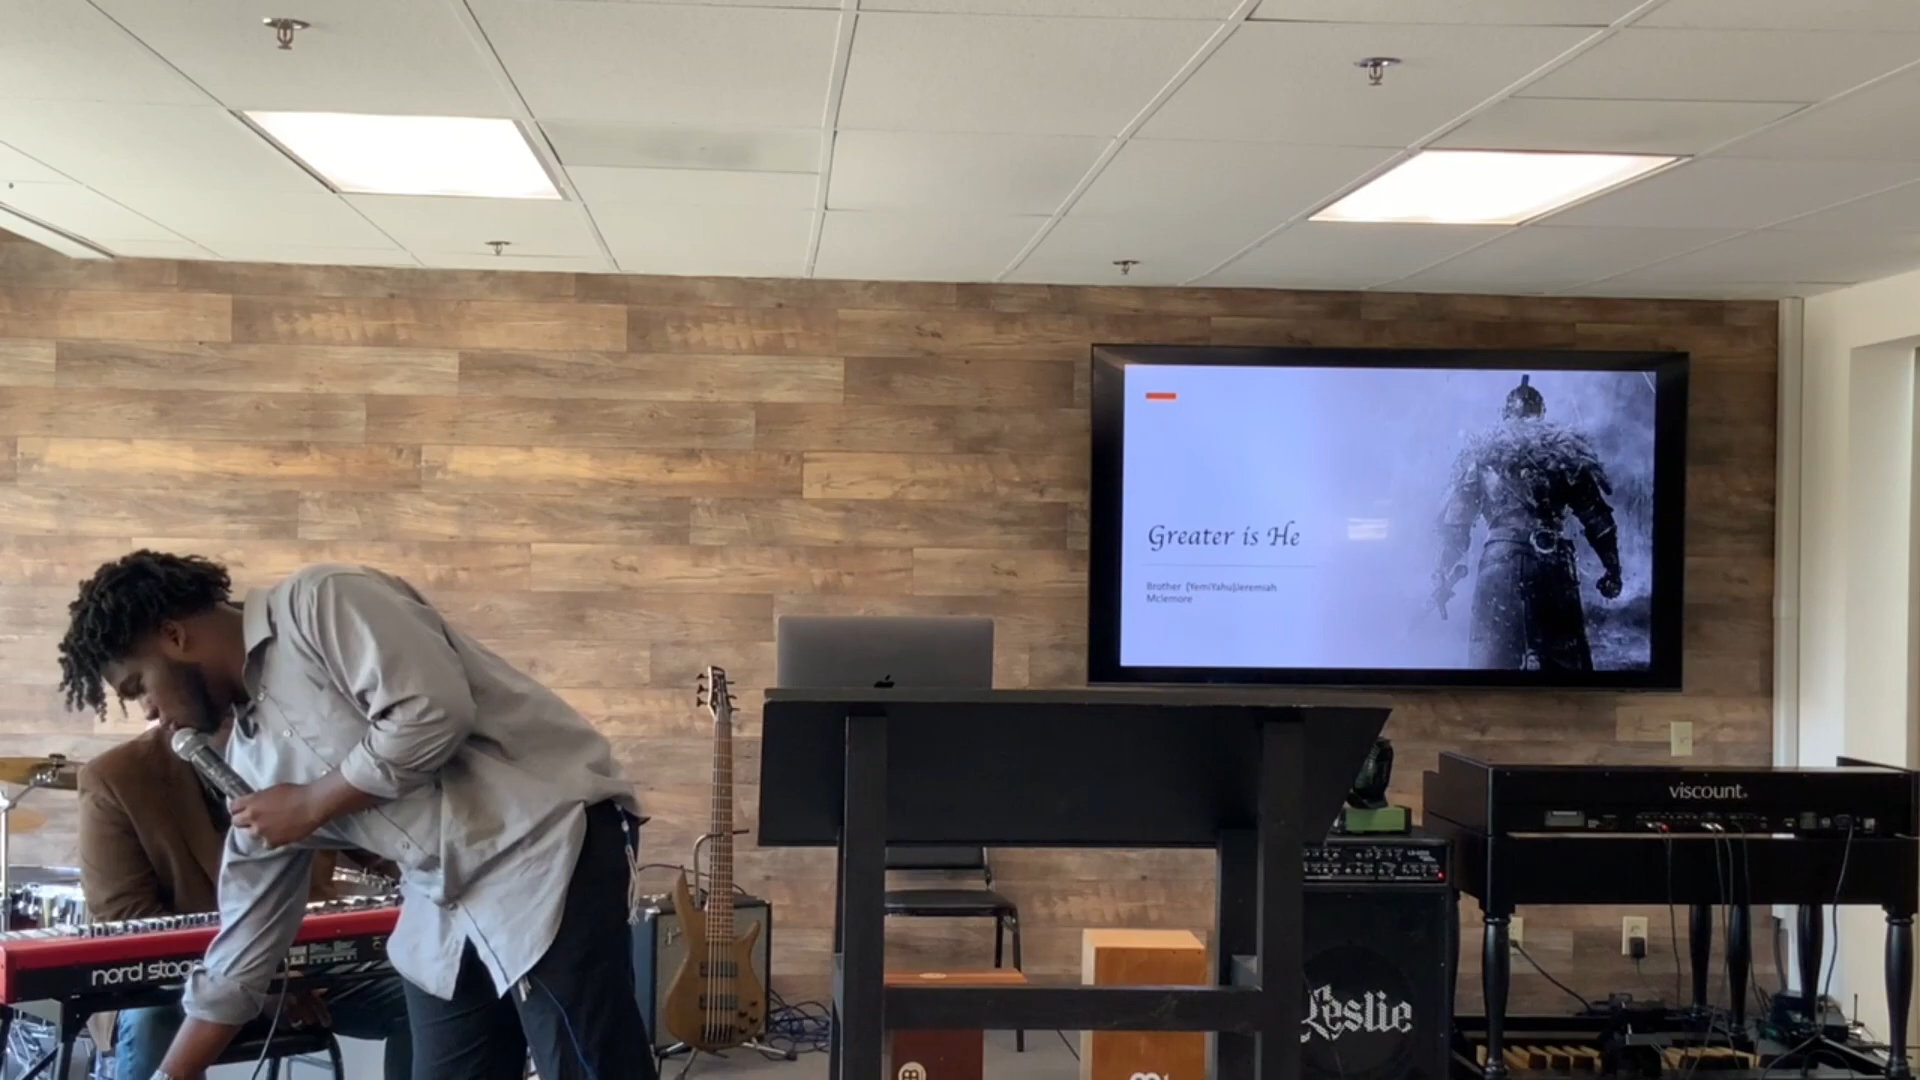 Greater is He
Brother (YemiYahu)Jeremiah
Mclemore
viscount
nord stage
Leslie